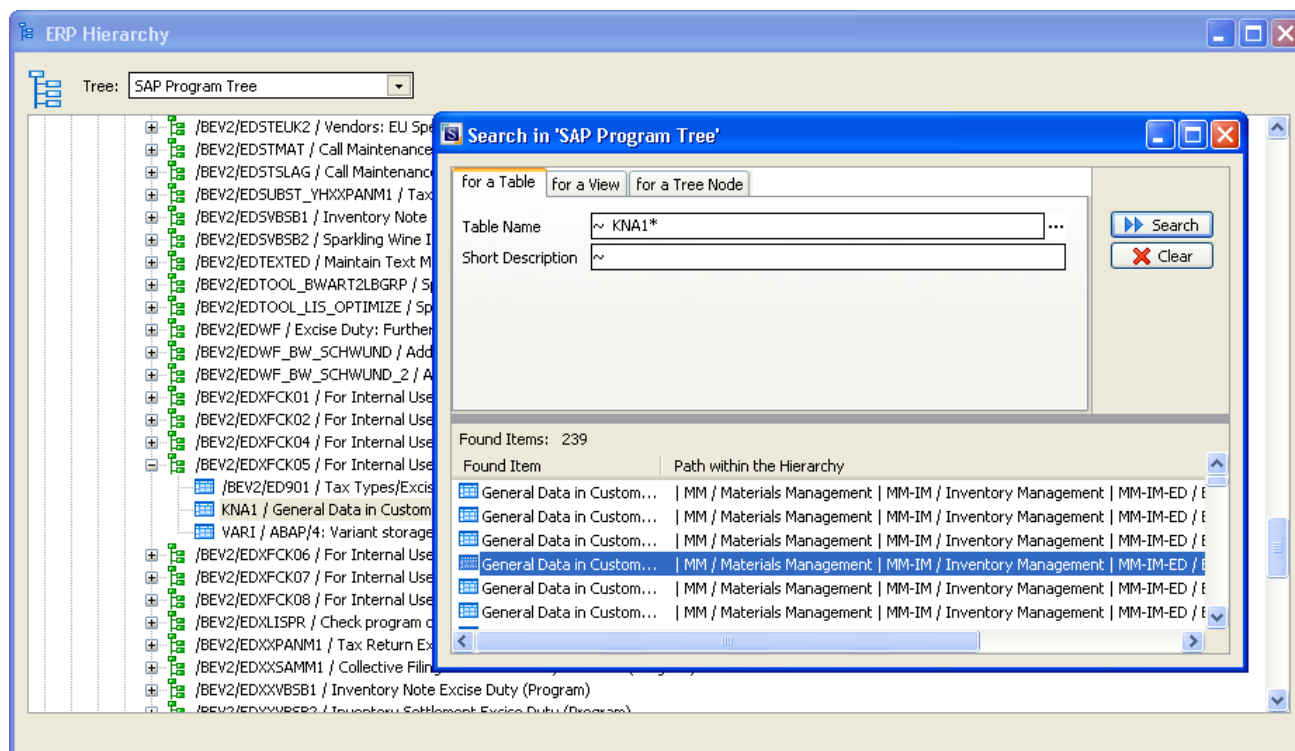 ERP Hierarchy
Tree: SAP Program Tree
/BEV2/EDSTEUK2 / Vendors: EU Spe
/BEV2/EDSTMAT / Call Maintenance
/BEV2/EDSTSLAG / Call Maintenanc
/BEV2/EDSUBST_YHXXPANM1 / Tax
/BEV2/EDSVBSB1 / Inventory Note
/BEV2/EDSVBSB2 / Sparkling Wine I
/BEV2/EDTEXTED / Maintain Text M
/BEV2/EDTOOL_BWART2LBGRP / Sp
/BEV2/EDTOOL_LIS_OPTIMIZE / Sp
/BEV2/EDWF / Excise Duty: Further
/BEV2/EDWF_BW_SCHWUND / Add
/BEV2/EDWF_BW_SCHWUND_2 / A
/BEV2/EDXFCK01 / For Internal Use
/BEV2/EDXFCK02 / For Internal Use
/BEV2/EDXFCK04 / For Internal Use
/BEV2/EDXFCK05 / For Internal Use
/BEV2/ED901 / Tax Types/Excis
KNA1 / General Data in Custom
VARI / ABAP/4: Variant storage
/BEV2/EDXFCK06 / For Internal Use
/BEV2/EDXFCK07 / For Internal Use
/BEV2/EDXFCK08 / For Internal Use
/BEV2/EDXLISPR / Check program
/BEV2/EDXXPANM1 / Tax Return Ex
/BEV2/EDXXSAMM1 / Collective Filing
/BEV2/EDXXVBSB1 / Inventory Note Excise Duty (Program)
/BEV2/EDXXVBSB2 / Inventory Settlement Excise Duty (Program)
Search in 'SAP Program Tree'
for a Table for a View for a Tree Node
Table Name ~ KNA1* ...
Short Description ~
Search
Clear
Found Items: 239
Found Item Path within the Hierarchy
General Data in Custom... | MM / Materials Management | MM-IM / Inventory Management | MM-IM-ED / E
General Data in Custom... | MM / Materials Management | MM-IM / Inventory Management | MM-IM-ED / E
General Data in Custom... | MM / Materials Management | MM-IM / Inventory Management | MM-IM-ED / E
General Data in Custom... | MM / Materials Management | MM-IM / Inventory Management | MM-IM-ED / E
General Data in Custom... | MM / Materials Management | MM-IM / Inventory Management | MM-IM-ED / E
General Data in Custom... | MM / Materials Management | MM-IM / Inventory Management | MM-IM-ED / E